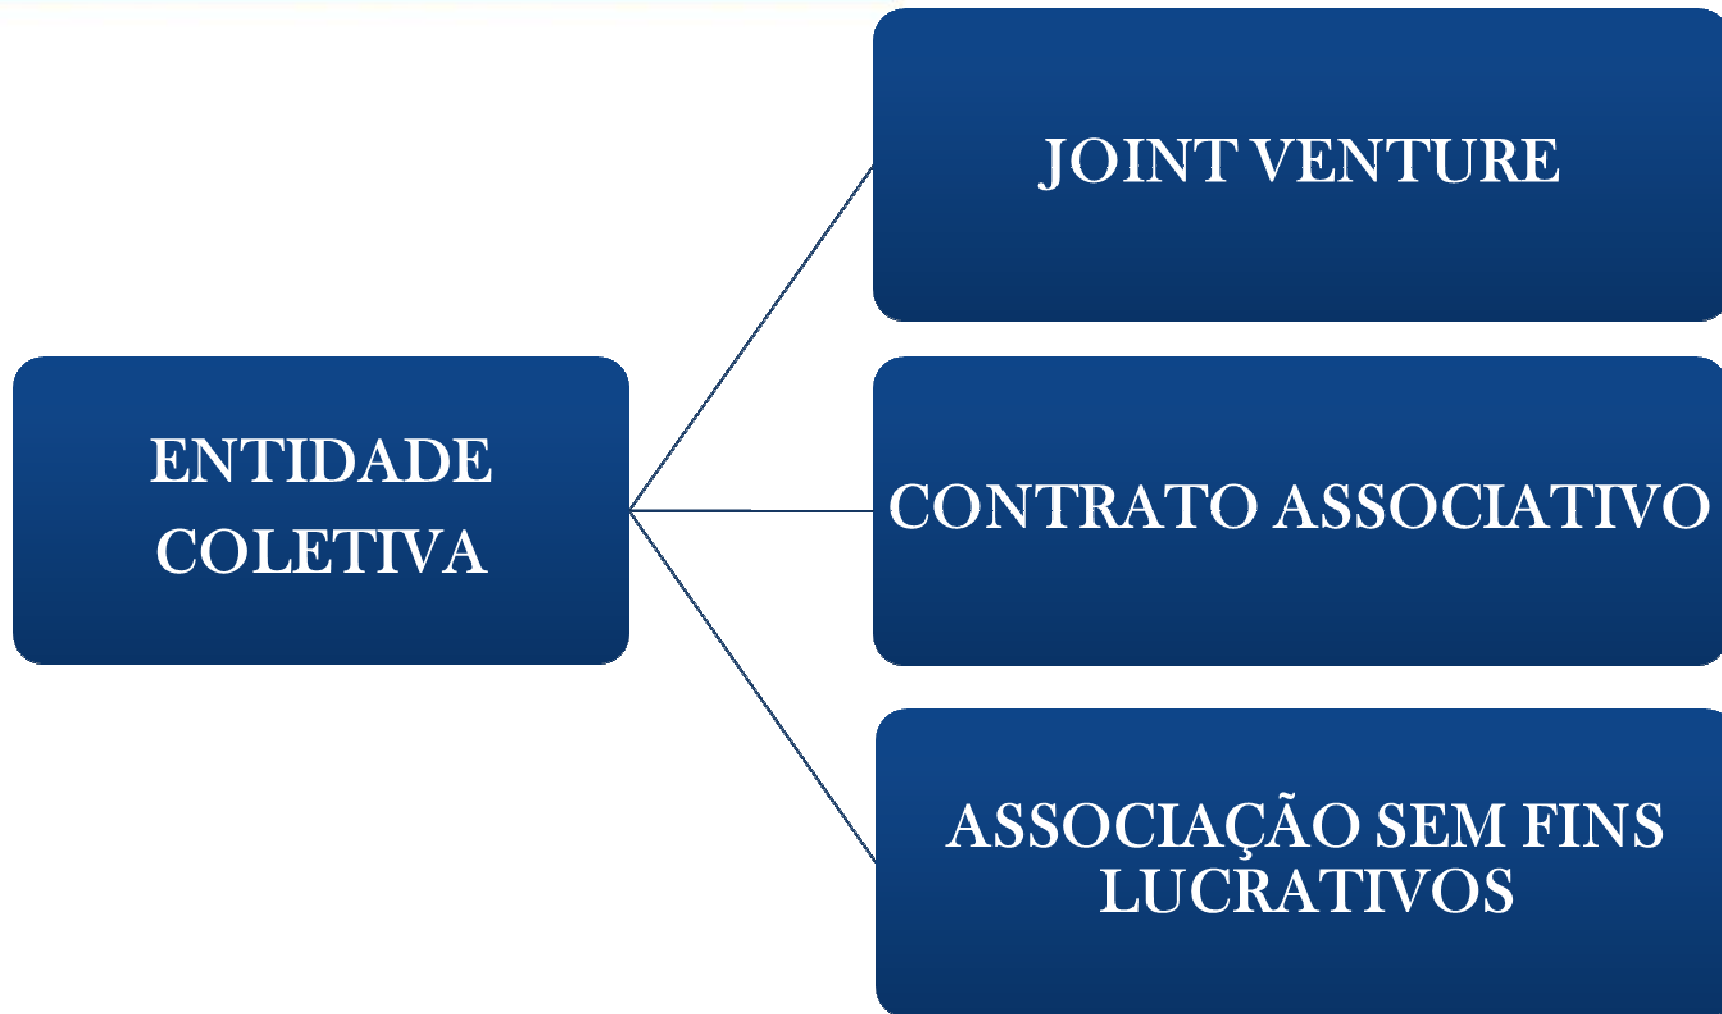 JOINT VENTURE
ENTIDADE
COLETIVA
CONTRATO ASSOCIATIVO
ASSOCIAÇÃO SEM FINS
LUCRATIVOS